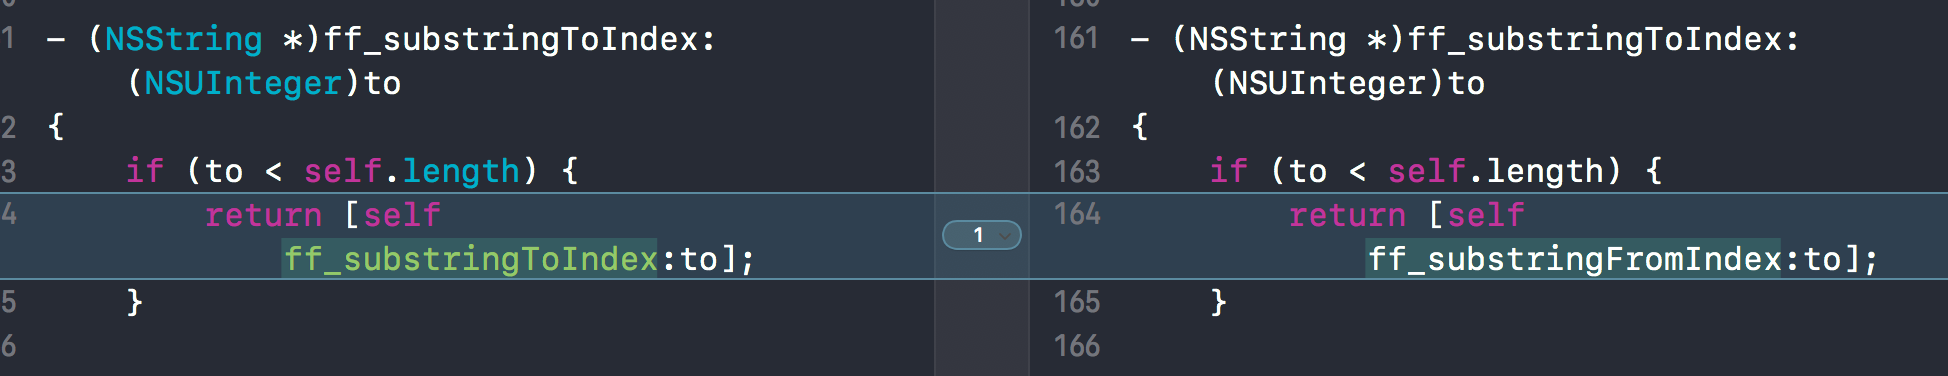 1 - (NSString *)ff_substringToIndex:
(NSUInteger)to
2 {
3 if (to < self.length) {
4 return [self
ff_substringToIndex:to];
5 }
6
1
161 - (NSString *)ff_substringToIndex:
(NSUInteger)to
162 {
163 if (to < self.length) {
164 return [self
ff_substringFromIndex:to];
165 }
166